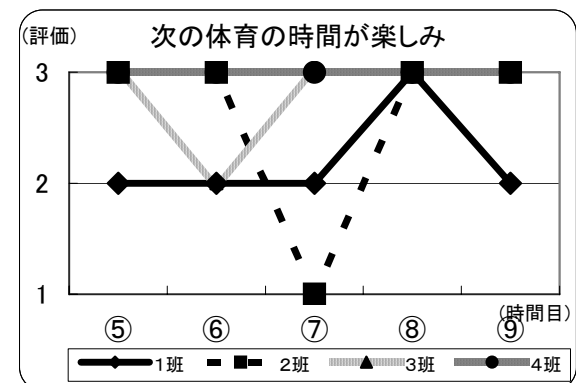 (評価)
次の体育の時間が楽しみ
3
2
1
⑤ ⑥ ⑦ ⑧ ⑨
(時間目)
1班 2班 3班 4班